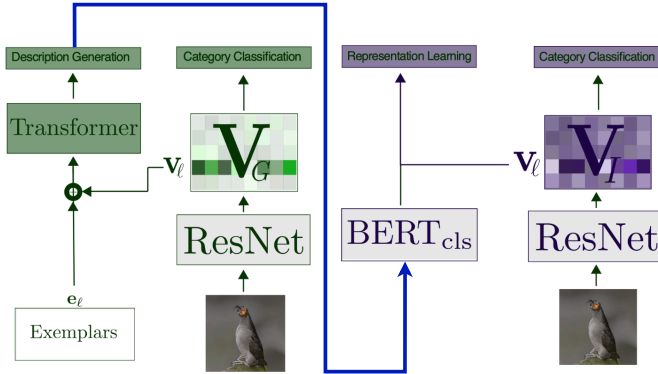 Description Generation
Category Classification
Representation Learning
Category Classification
Transformer
V_G
V_I
v_ℓ
v_ℓ
ResNet
BERT_cls
ResNet
e_ℓ
Exemplars